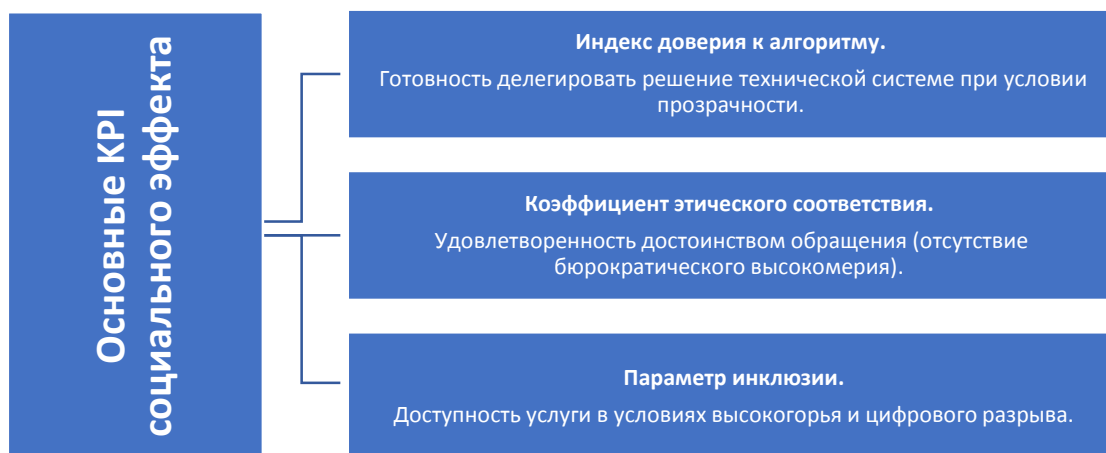 Основные KPI
социального эффекта
Индекс доверия к алгоритму.
Готовность делегировать решение технической системе при условии
прозрачности.
Коэффициент этического соответствия.
Удовлетворенность достоинством обращения (отсутствие
бюрократического высокомерия).
Параметр инклюзии.
Доступность услуги в условиях высокогорья и цифрового разрыва.